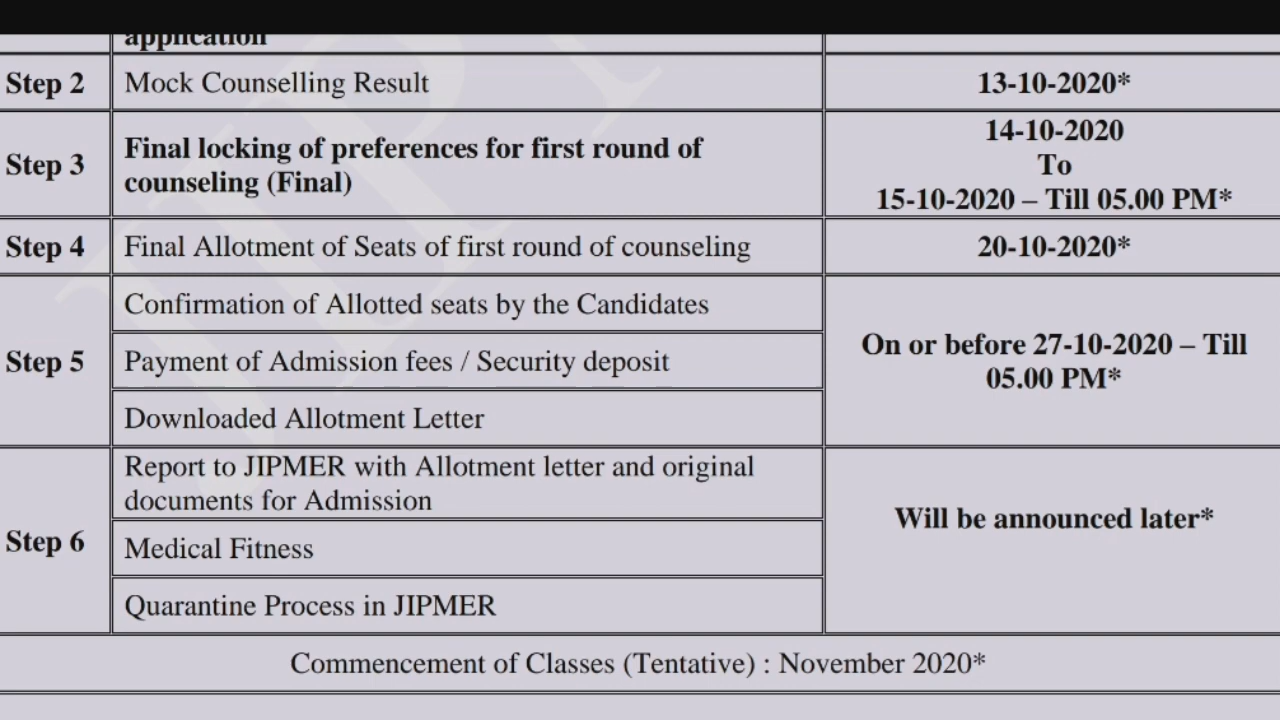 application
Step 2
Mock Counselling Result
13-10-2020*
Step 3
Final locking of preferences for first round of
counseling (Final)
14-10-2020
To
15-10-2020 – Till 05.00 PM*
Step 4
Final Allotment of Seats of first round of counseling
20-10-2020*
Step 5
Confirmation of Allotted seats by the Candidates
Payment of Admission fees / Security deposit
Downloaded Allotment Letter
On or before 27-10-2020 – Till
05.00 PM*
Step 6
Report to JIPMER with Allotment letter and original
documents for Admission
Medical Fitness
Quarantine Process in JIPMER
Will be announced later*
Commencement of Classes (Tentative) : November 2020*